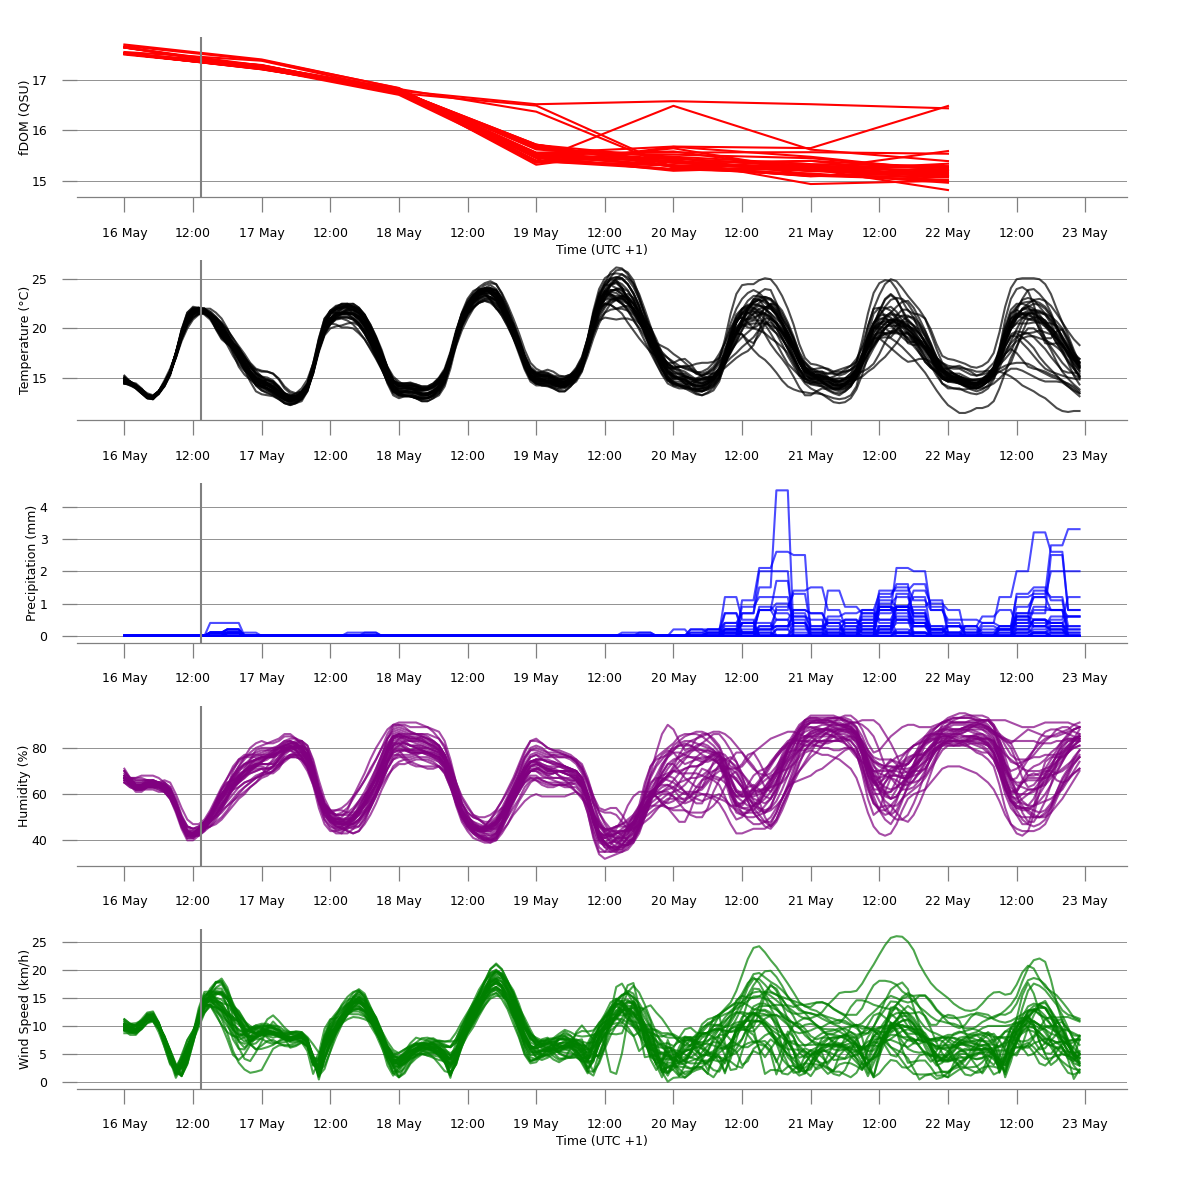 fDOM (QSU)
17
16
15
16 May 12:00 17 May 12:00 18 May 12:00 19 May 12:00 20 May 12:00 21 May 12:00 22 May 12:00 23 May
Time (UTC +1)
Temperature (°C)
25
20
15
16 May 12:00 17 May 12:00 18 May 12:00 19 May 12:00 20 May 12:00 21 May 12:00 22 May 12:00 23 May
Precipitation (mm)
4
3
2
1
0
16 May 12:00 17 May 12:00 18 May 12:00 19 May 12:00 20 May 12:00 21 May 12:00 22 May 12:00 23 May
Humidity (%)
80
60
40
16 May 12:00 17 May 12:00 18 May 12:00 19 May 12:00 20 May 12:00 21 May 12:00 22 May 12:00 23 May
Wind Speed (km/h)
25
20
15
10
5
0
16 May 12:00 17 May 12:00 18 May 12:00 19 May 12:00 20 May 12:00 21 May 12:00 22 May 12:00 23 May
Time (UTC +1)